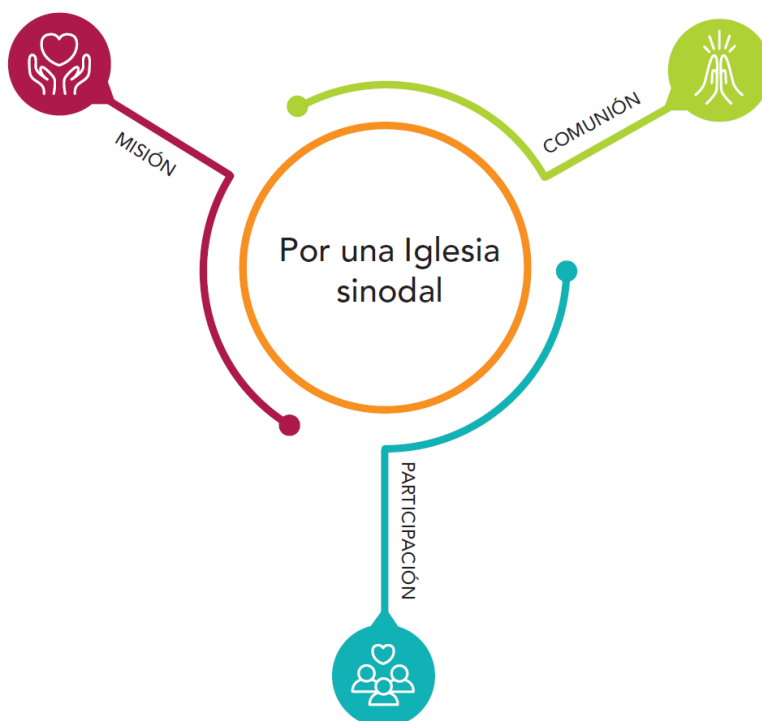 MISIÓN
COMUNIÓN
Por una Iglesia
sinodal
PARTICIPACIÓN